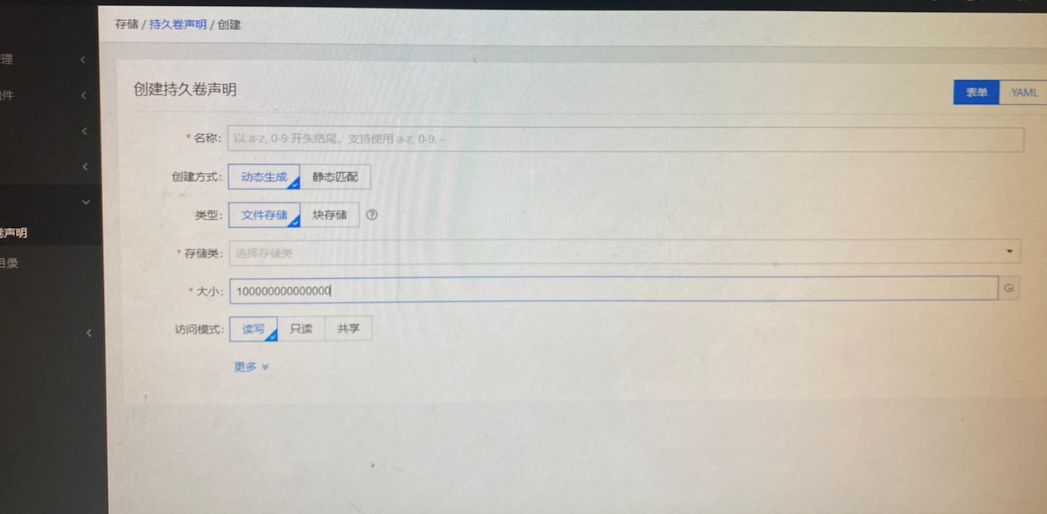 存储 / 持久卷声明 / 创建
理
件
卷声明
目录
创建持久卷声明
表单 YAML
* 名称: 以 a-z, 0-9 开头结尾，支持使用 a-z, 0-9, -
创建方式: 动态生成 静态匹配
类型: 文件存储 块存储 ?
* 存储类: 选择存储类
* 大小: 100000000000000 Gi
访问模式: 读写 只读 共享
更多